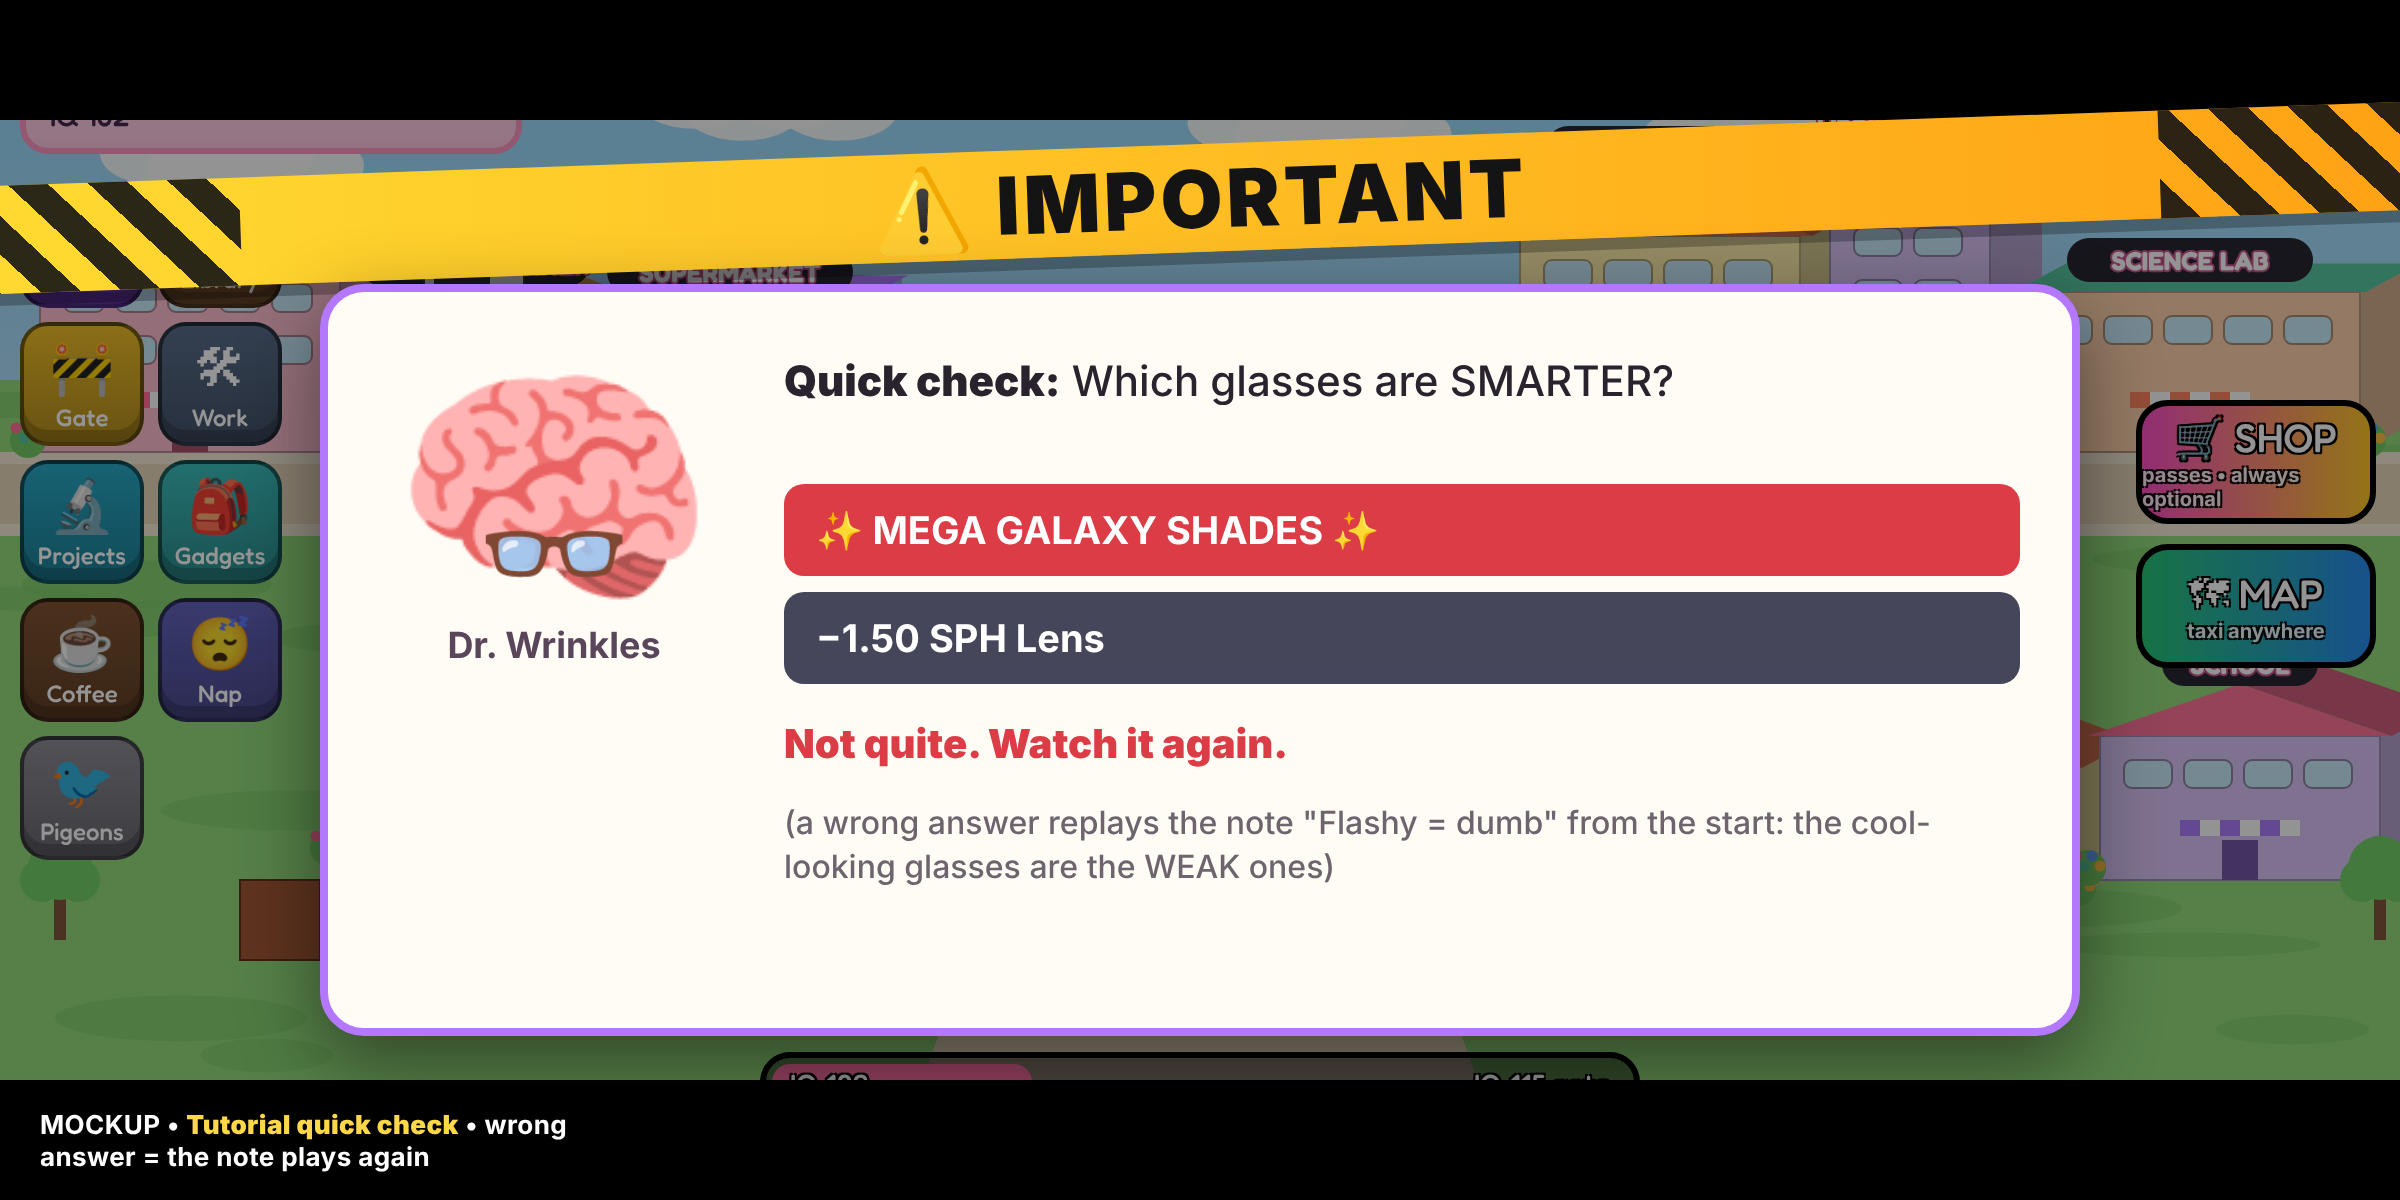 ⚠️ IMPORTANT
SUPERMARKET
SCIENCE LAB
Gate
Work
Projects
Gadgets
Coffee
Nap
Pigeons
Dr. Wrinkles
Quick check: Which glasses are SMARTER?
✨ MEGA GALAXY SHADES ✨
−1.50 SPH Lens
Not quite. Watch it again.
(a wrong answer replays the note "Flashy = dumb" from the start: the cool-
looking glasses are the WEAK ones)
🛒 SHOP
passes • always
optional
🗺 MAP
taxi anywhere
SCHOOL
MOCKUP • Tutorial quick check • wrong
answer = the note plays again